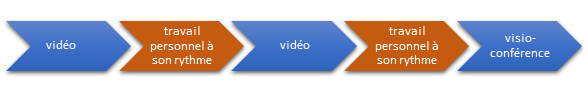 vidéo
travail
personnel à
son rythme
vidéo
travail
personnel à
son rythme
visio-
conférence